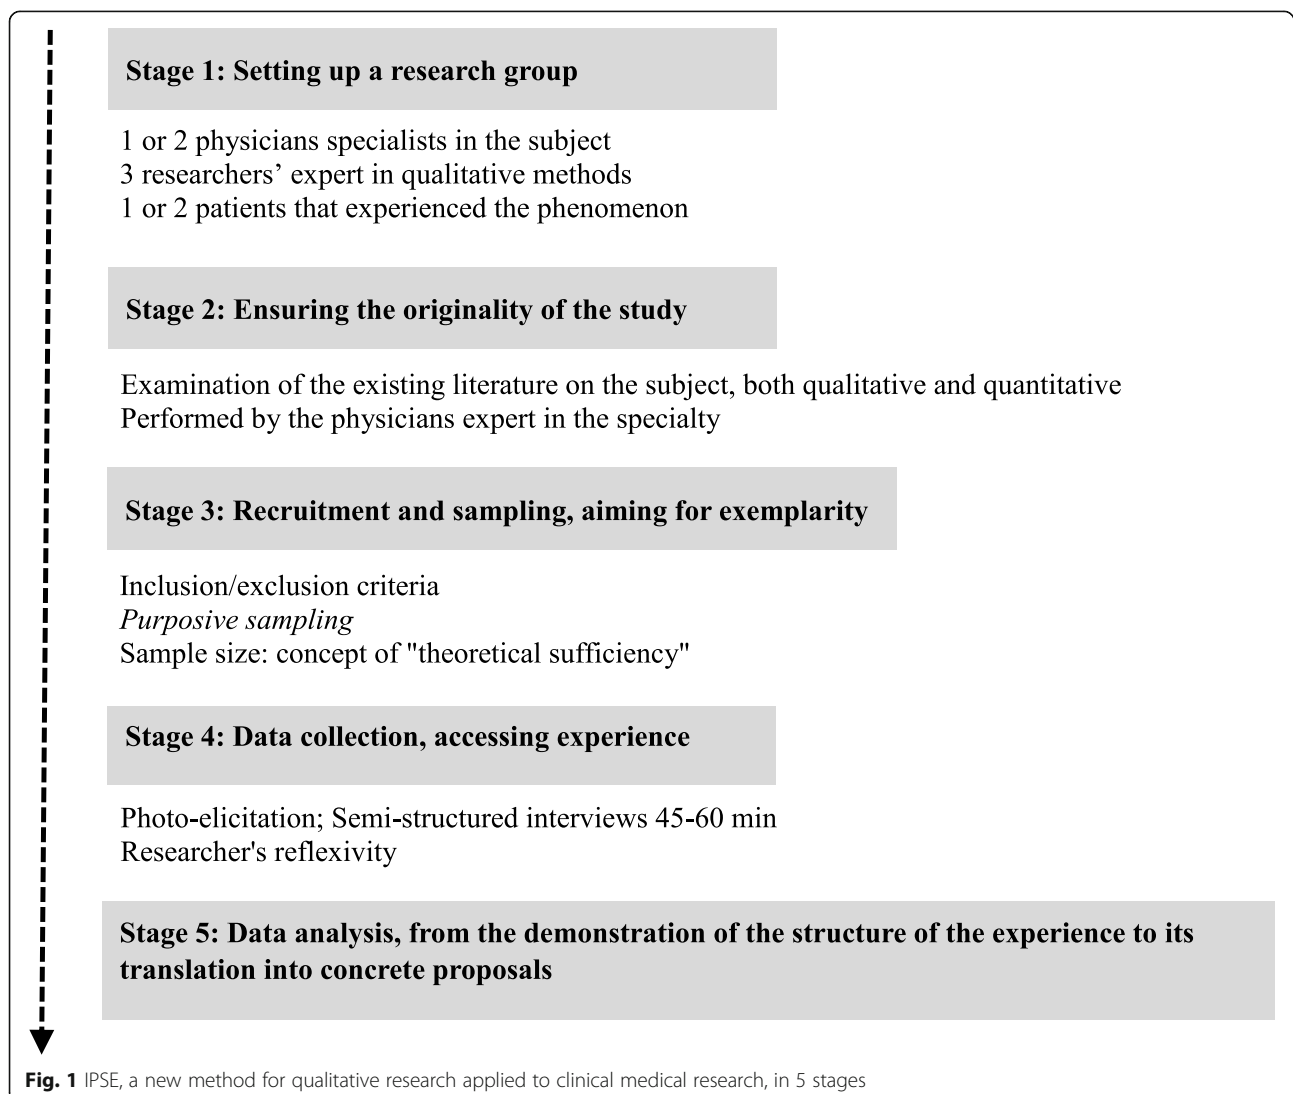 Stage 1: Setting up a research group
1 or 2 physicians specialists in the subject
3 researchers’ expert in qualitative methods
1 or 2 patients that experienced the phenomenon
Stage 2: Ensuring the originality of the study
Examination of the existing literature on the subject, both qualitative and quantitative
Performed by the physicians expert in the specialty
Stage 3: Recruitment and sampling, aiming for exemplarity
Inclusion/exclusion criteria
Purposive sampling
Sample size: concept of "theoretical sufficiency"
Stage 4: Data collection, accessing experience
Photo-elicitation; Semi-structured interviews 45-60 min
Researcher's reflexivity
Stage 5: Data analysis, from the demonstration of the structure of the experience to its
translation into concrete proposals
Fig. 1 IPSE, a new method for qualitative research applied to clinical medical research, in 5 stages